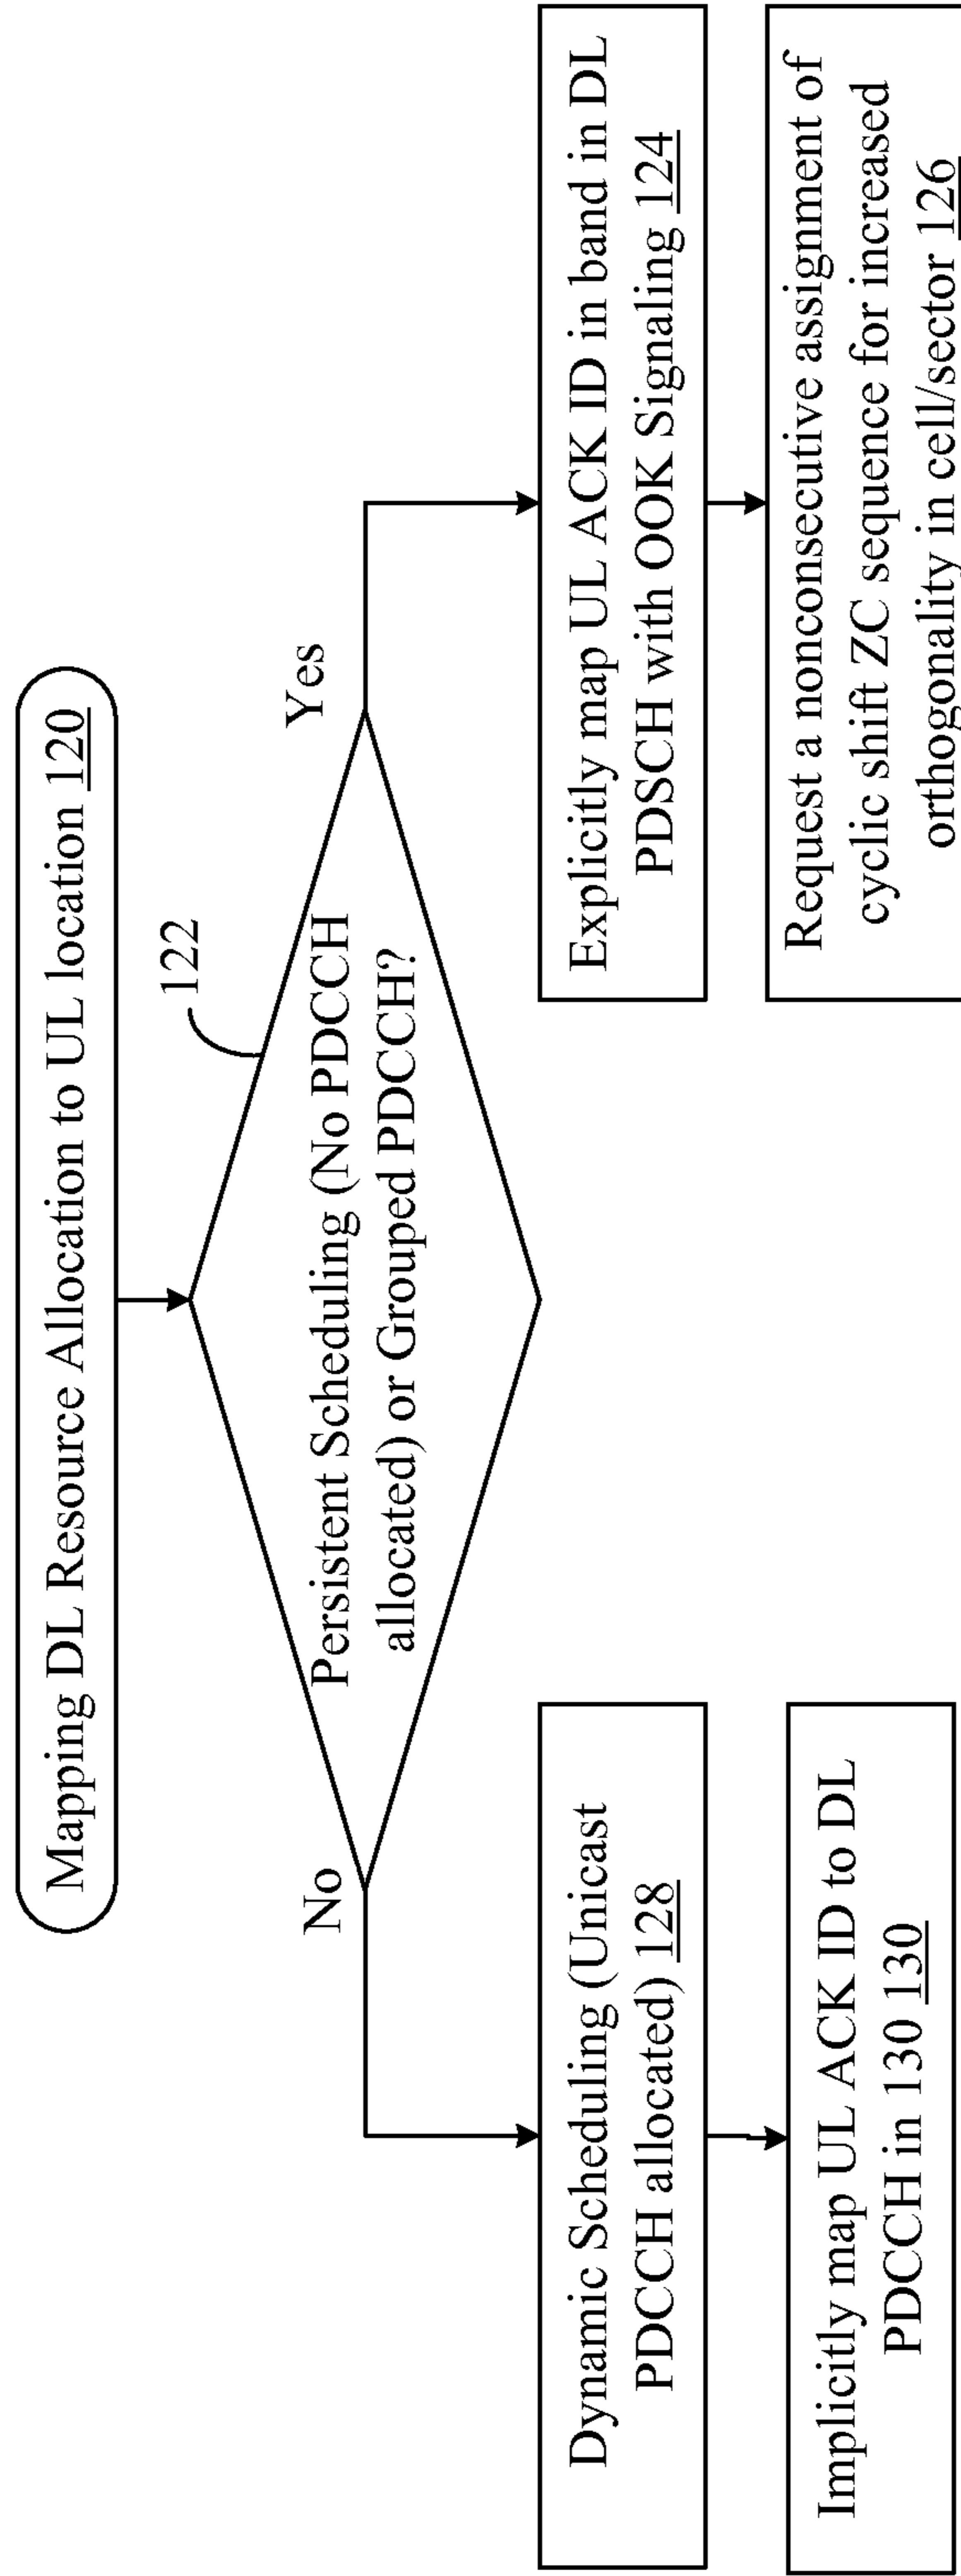 Mapping DL Resource Allocation to UL location 120
122
Persistent Scheduling (No PDCCH
allocated) or Grouped PDCCH?
No
Yes
Dynamic Scheduling (Unicast
PDCCH allocated) 128
Implicitly map UL ACK ID to DL
PDCCH in 130 130
Explicitly map UL ACK ID in band in DL
PDSCH with OOK Signaling 124
Request a nonconsecutive assignment of
cyclic shift ZC sequence for increased
orthogonality in cell/sector 126